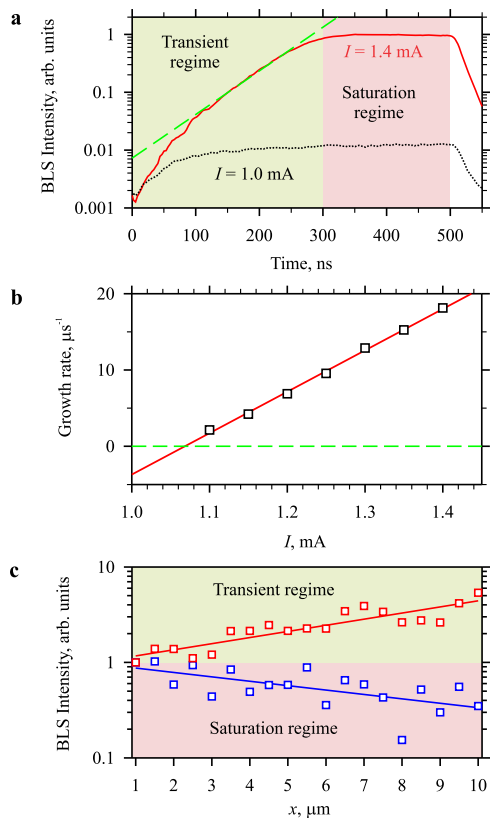 a
BLS Intensity, arb. units
1
0.1
0.01
0.001
Transient
regime
I = 1.4 mA
Saturation
regime
I = 1.0 mA
0 100 200 300 400 500
Time, ns
b
Growth rate, μs⁻¹
20
10
0
1.0 1.1 1.2 1.3 1.4
I, mA
c
BLS Intensity, arb. units
10
1
0.1
Transient regime
Saturation regime
1 2 3 4 5 6 7 8 9 10
x, μm